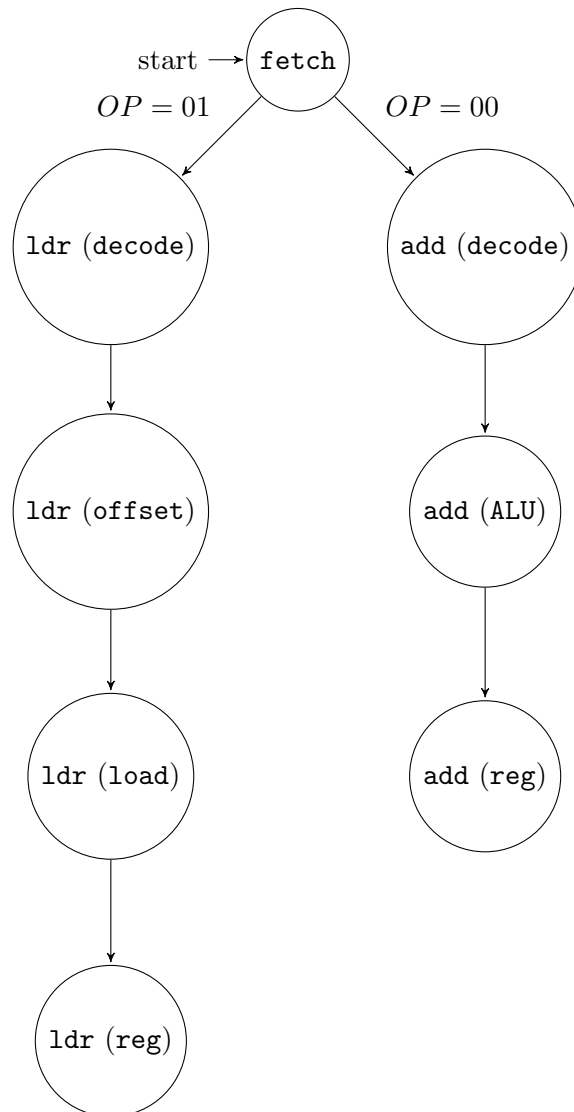 start fetch
OP = 01 OP = 00
ldr (decode) add (decode)
ldr (offset) add (ALU)
ldr (load) add (reg)
ldr (reg)